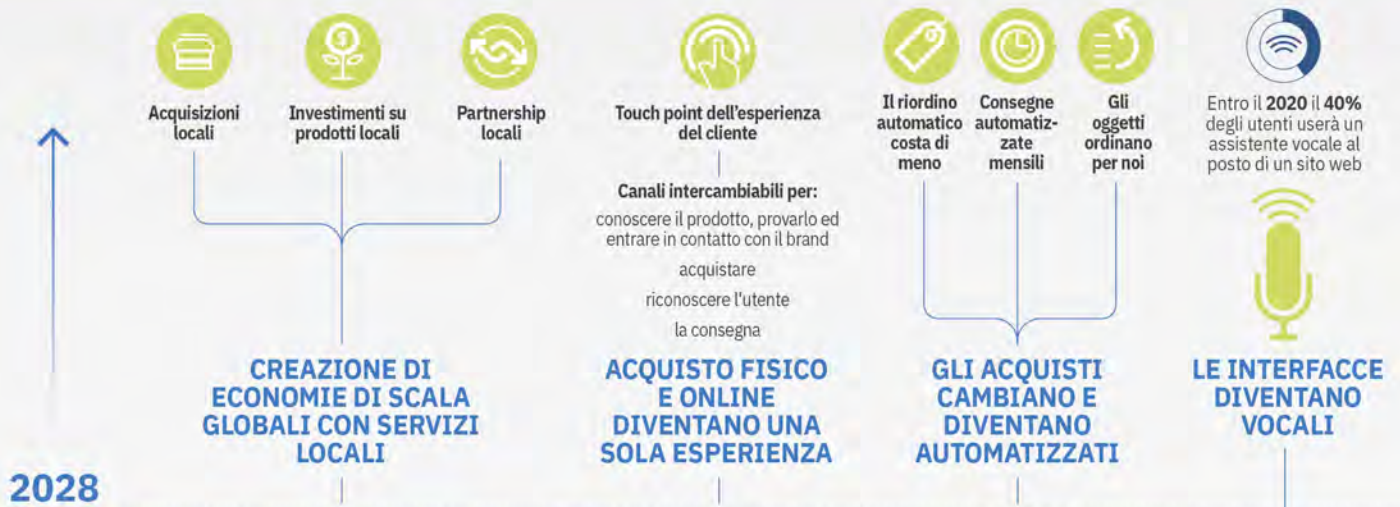 Acquisizioni
locali
Investimenti su
prodotti locali
Partnership
locali
CREAZIONE DI
ECONOMIE DI SCALA
GLOBALI CON SERVIZI
LOCALI
Touch point dell'esperienza
del cliente
Canali intercambiabili per:
conoscere il prodotto, provarlo ed
entrare in contatto con il brand
acquistare
riconoscere l'utente
la consegna
ACQUISTO FISICO
E ONLINE
DIVENTANO UNA
SOLA ESPERIENZA
Il riordino
automatico
costa di
meno
Consegne
automatiz-
zate
mensili
Gli
oggetti
ordinano
per noi
GLI ACQUISTI
CAMBIANO E
DIVENTANO
AUTOMATIZZATI
Entro il 2020 il 40%
degli utenti userà un
assistente vocale al
posto di un sito web
LE INTERFACCE
DIVENTANO
VOCALI
2028